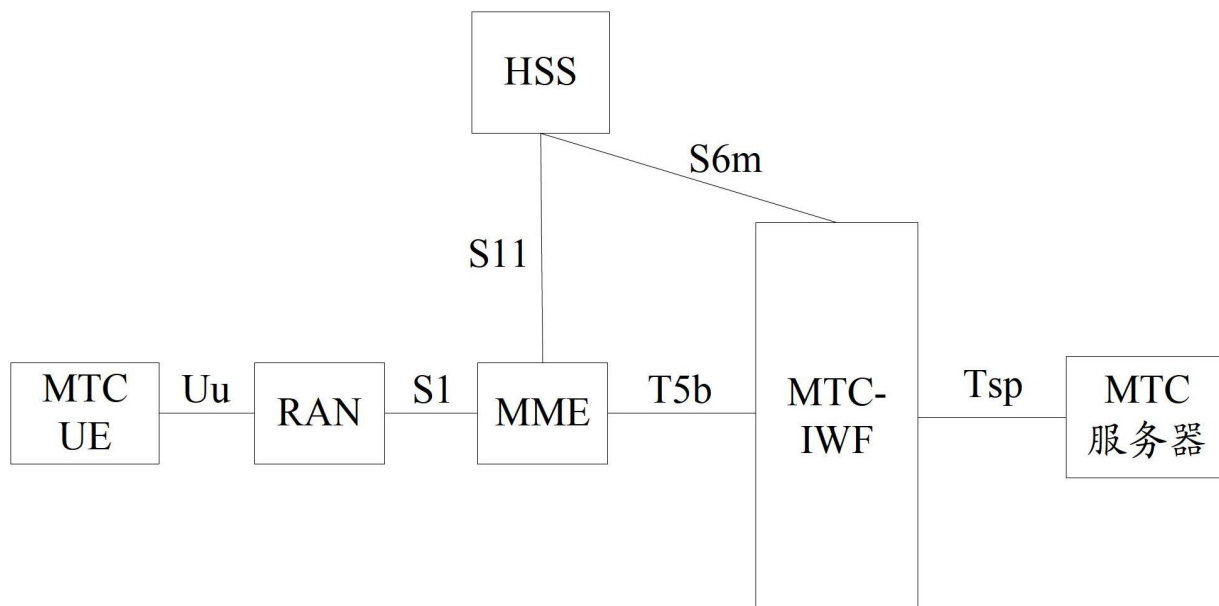 HSS
S6m
S11
MTC
UE
Uu
RAN
S1
MME
T5b
MTC-
IWF
Tsp
MTC
服务器